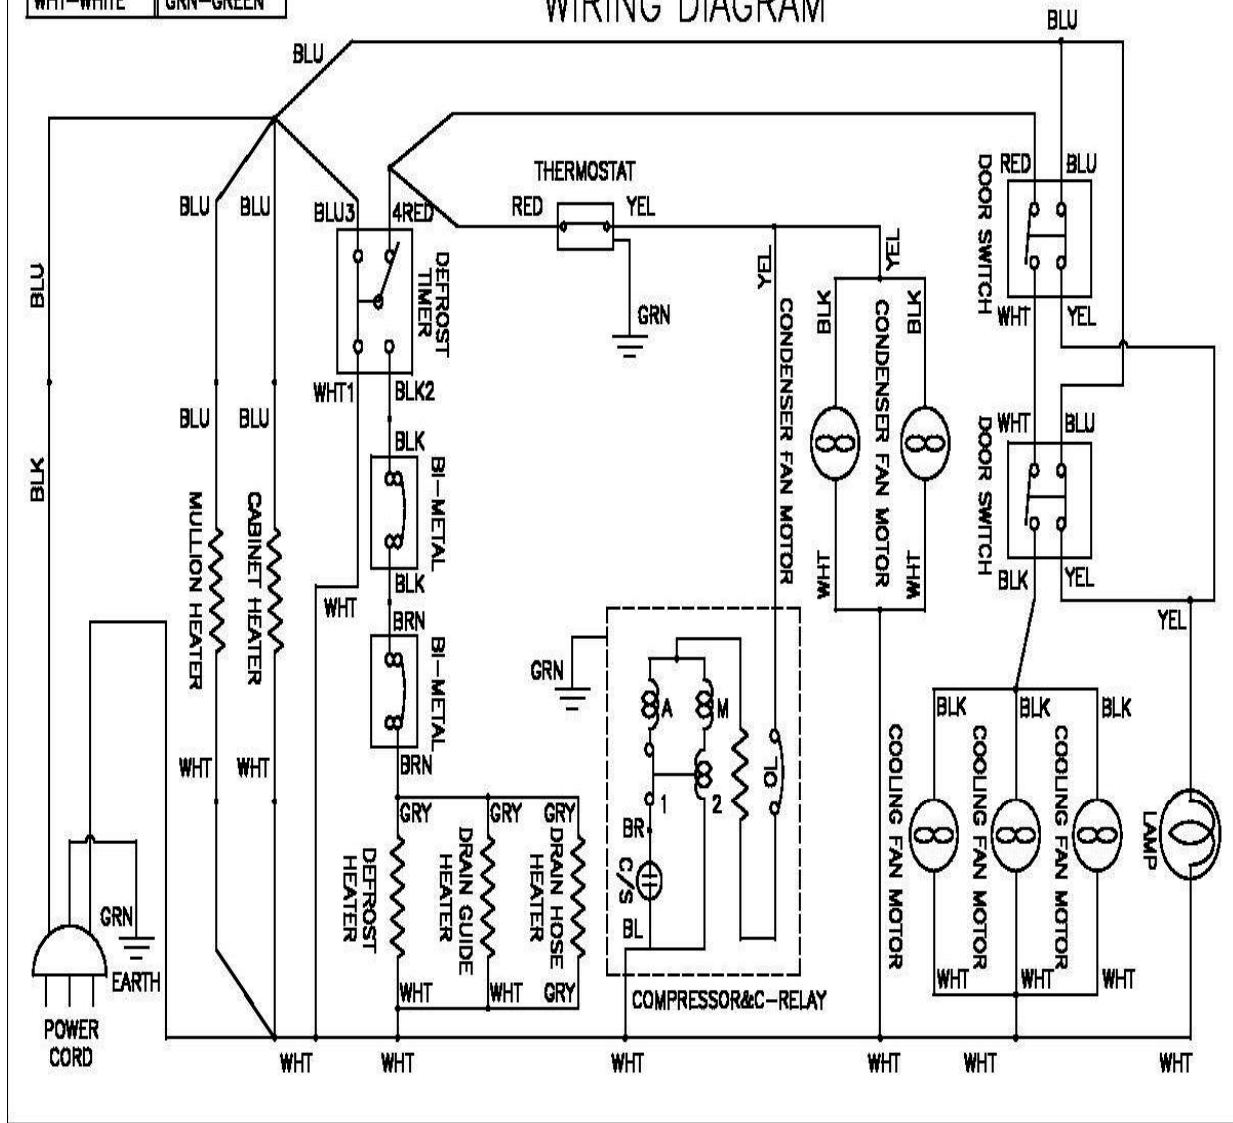 WHT-WHITE GRN-GREEN
WIRING DIAGRAM
BLU
BLU
THERMOSTAT
RED YEL
RED BLU
DOOR SWITCH
BLU BLU BLU3 4RED
DEFROST
TIMER
YEL YEL
BLU
GRN
BLK BLK
CONDENSER FAN MOTOR
CONDENSER FAN MOTOR
WHT YEL
WHT1 BLK2
BLU BLU
BLK
WHT BLU
DOOR SWITCH
BLK
BI-METAL
MULLION HEATER
CABINET HEATER
BLK
WHT WHT
BLK YEL
WHT
BRN
YEL
BI-METAL
GRN
A M
BLK BLK BLK
COOLING FAN MOTOR
COOLING FAN MOTOR
COOLING FAN MOTOR
WHT WHT
BRN
OL
1 2
GRY GRY GRY
BR
C/S
BL
DEFROST
HEATER
DRAIN GUIDE
HEATER
DRAIN HOSE
HEATER
LAMP
GRN
EARTH
WHT WHT GRY
WHT WHT WHT
COMPRESSOR&C-RELAY
POWER
CORD
WHT WHT WHT WHT WHT WHT